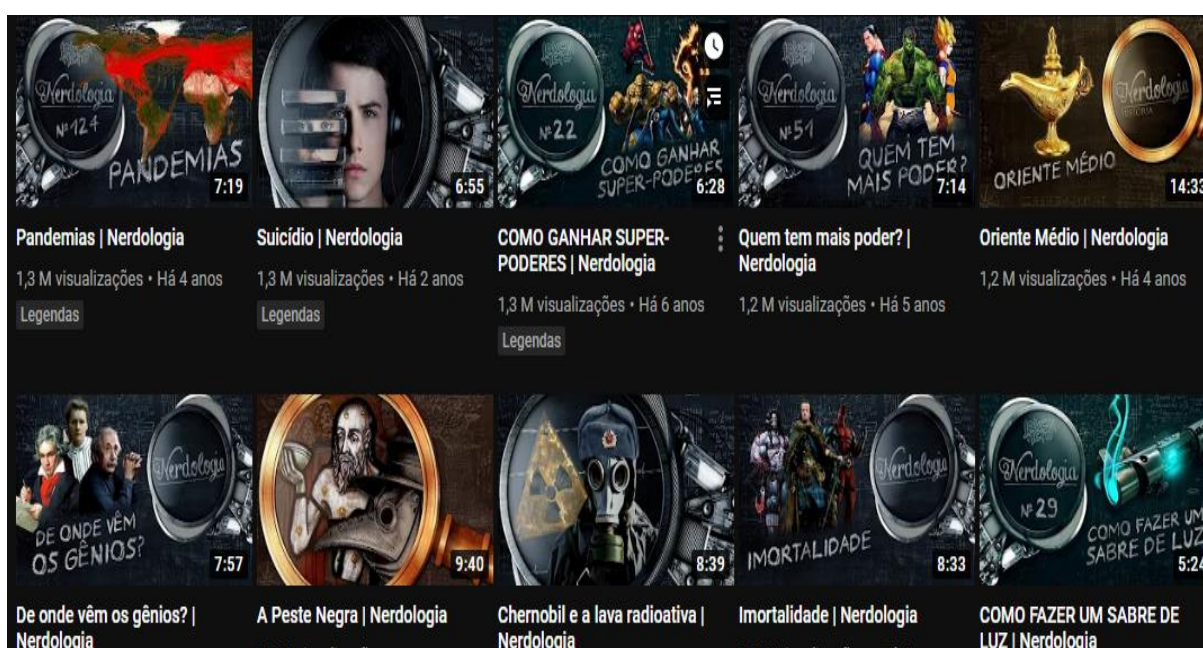 Nerdologia
Nº 124
PANDEMIAS
7:19
6:55
Nerdologia
Nº 22
COMO GANHAR
SUPER-PODERES
6:28
Nerdologia
Nº 51
QUEM TEM
MAIS PODER?
7:14
Nerdologia
HISTÓRIA
ORIENTE MÉDIO
14:33
Pandemias | Nerdologia
1,3 M visualizações • Há 4 anos
Legendas
Suicídio | Nerdologia
1,3 M visualizações • Há 2 anos
Legendas
COMO GANHAR SUPER-
PODERES | Nerdologia
1,3 M visualizações • Há 6 anos
Legendas
Quem tem mais poder? |
Nerdologia
1,2 M visualizações • Há 5 anos
Oriente Médio | Nerdologia
1,2 M visualizações • Há 4 anos
Nerdologia
DE ONDE VÊM
OS GÊNIOS?
7:57
9:40
8:39
Nerdologia
IMORTALIDADE
8:33
Nerdologia
Nº 29
COMO FAZER UM
SABRE DE LUZ
5:24
De onde vêm os gênios? |
Nerdologia
A Peste Negra | Nerdologia
Chernobil e a lava radioativa |
Nerdologia
Imortalidade | Nerdologia
COMO FAZER UM SABRE DE
LUZ | Nerdologia